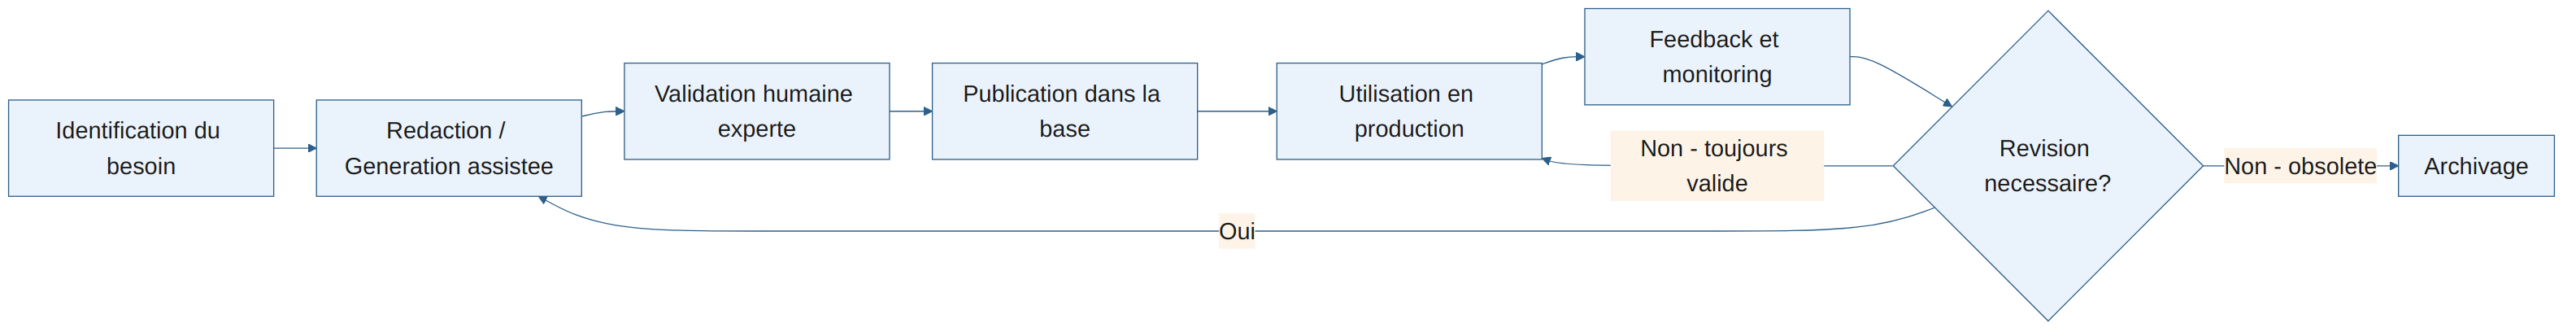 Identification du
besoin
Redaction /
Generation assistee
Validation humaine
experte
Publication dans la
base
Utilisation en
production
Feedback et
monitoring
Non - toujours
valide
Oui
Revision
necessaire?
Non - obsolete
Archivage